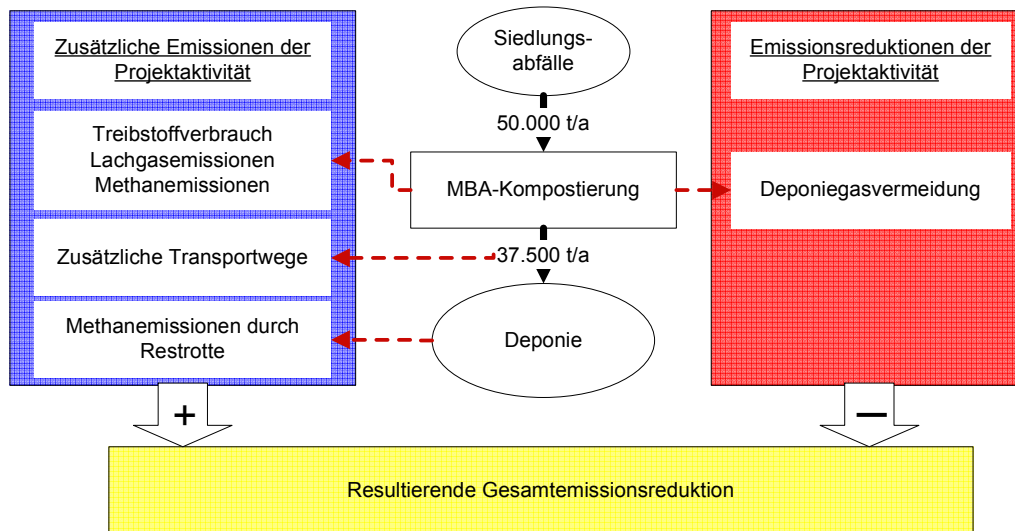 Zusätzliche Emissionen der
Projektaktivität
Treibstoffverbrauch
Lachgasemissionen
Methanemissionen
Zusätzliche Transportwege
Methanemissionen durch
Restrotte
Siedlungs-
abfälle
50.000 t/a
MBA-Kompostierung
37.500 t/a
Deponie
Emissionsreduktionen der
Projektaktivität
Deponiegasvermeidung
+
—
Resultierende Gesamtemissionsreduktion